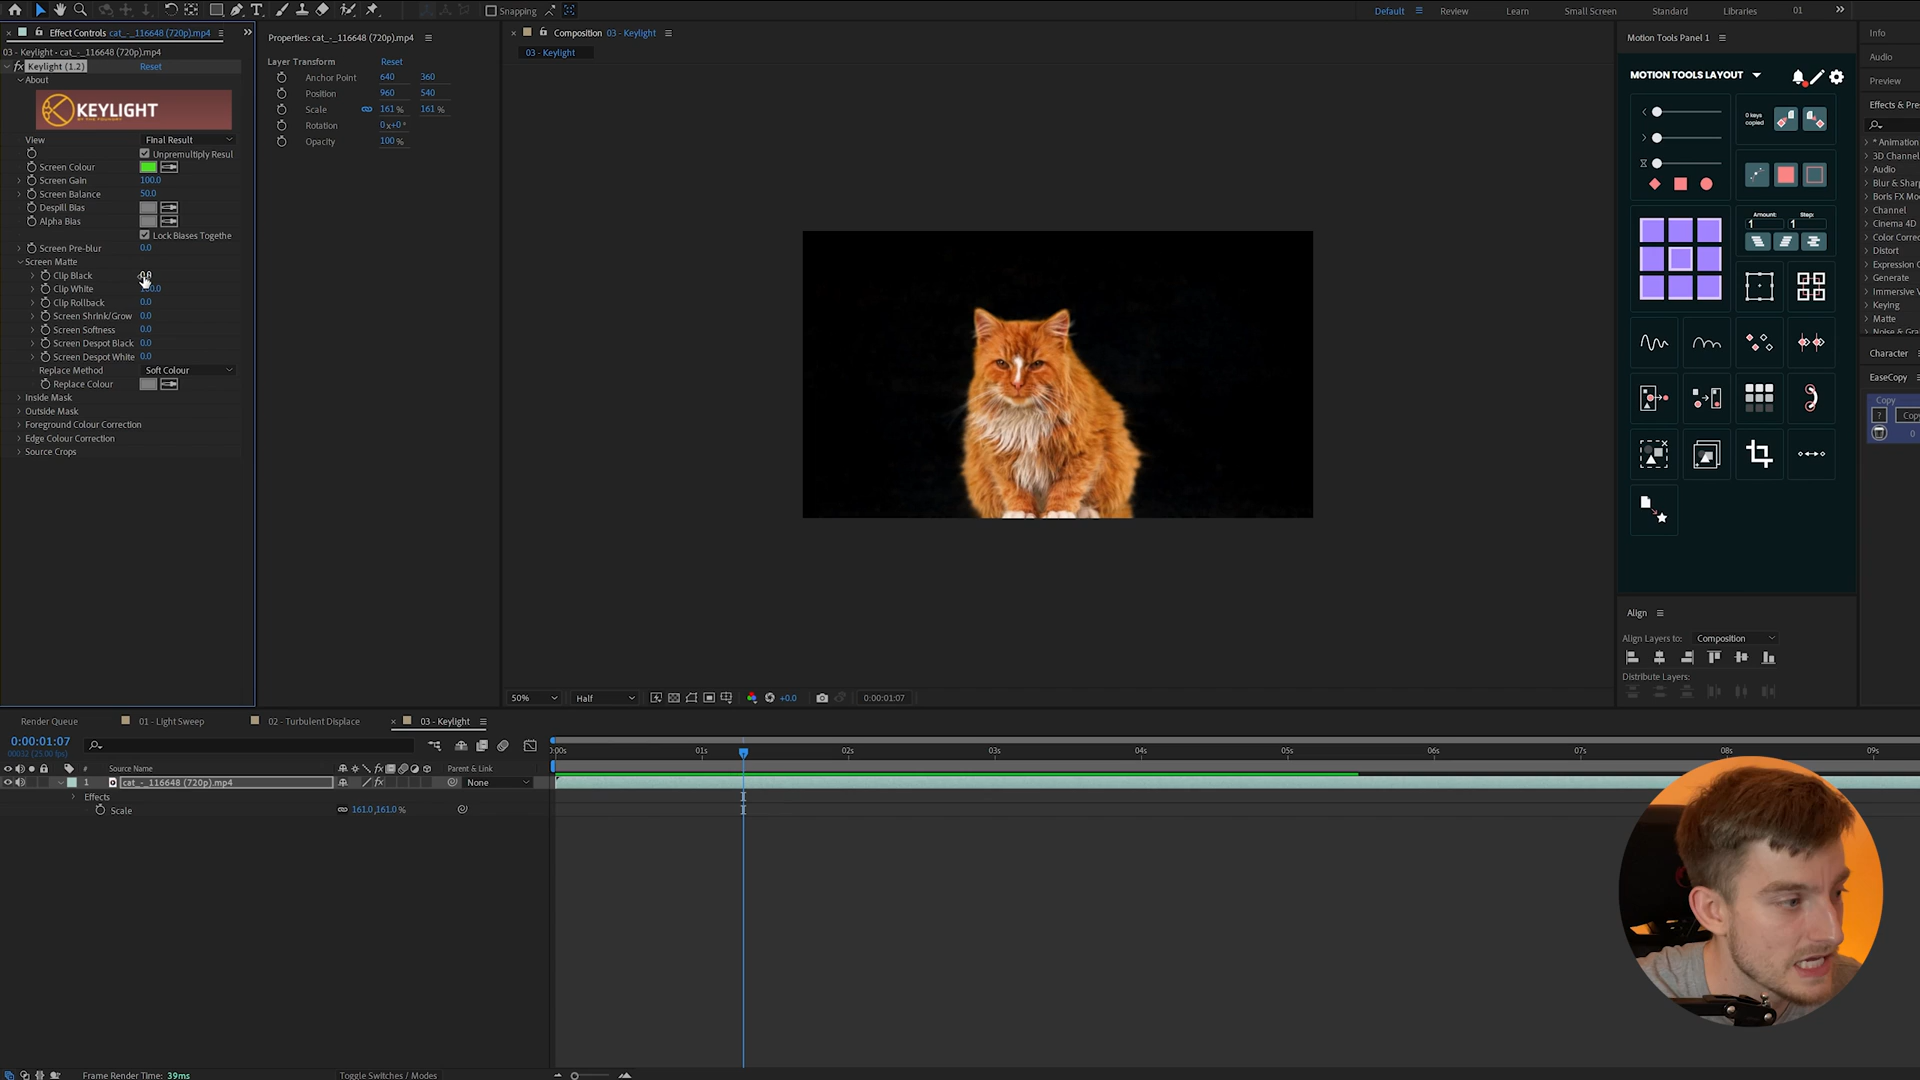 Snapping
Default
Review
Learn
Small Screen
Standard
Libraries
01
Effect Controls cat_-_116648 (720p).mp4
03 - Keylight • cat_-_116648 (720p).mp4
fx Keylight (1.2)
Reset
About
KEYLIGHT
BY THE FOUNDRY
View
Final Result
Unpremultiply Resul
Screen Colour
Screen Gain
100.0
Screen Balance
50.0
Despill Bias
Alpha Bias
Lock Biases Togethe
Screen Pre-blur
0.0
Screen Matte
Clip Black
Clip White
Clip Rollback
0.0
Screen Shrink/Grow
0.0
Screen Softness
0.0
Screen Despot Black
0.0
Screen Despot White
0.0
Replace Method
Soft Colour
Replace Colour
Inside Mask
Outside Mask
Foreground Colour Correction
Edge Colour Correction
Source Crops
Properties: cat_-_116648 (720p).mp4
Layer Transform
Reset
Anchor Point
640
360
Position
960
540
Scale
161 %
161 %
Rotation
0x+0°
Opacity
100 %
Composition 03 - Keylight
03 - Keylight
50%
Half
+0.0
0:00:01:07
Motion Tools Panel 1
MOTION TOOLS LAYOUT
0 keys
copied
Amount:
Step:
1
1
Align
Align Layers to:
Composition
Distribute Layers:
Info
Audio
Preview
Effects & Pre
* Animation
3D Channel
Audio
Blur & Sharp
Boris FX Mo
Channel
Cinema 4D
Color Correc
Distort
Expression C
Generate
Immersive V
Keying
Matte
Noise & Gra
Character
EaseCopy
Copy
?
Cop
0
Render Queue
01 - Light Sweep
02 - Turbulent Displace
03 - Keylight
0:00:01:07
00032 (25.00 fps)
#
Source Name
fx
Parent & Link
1
cat_-_116648 (720p).mp4
fx
None
Effects
Scale
161.0,161.0 %
:00s
01s
02s
03s
04s
05s
06s
07s
08s
09s
Frame Render Time: 39ms
Toggle Switches / Modes